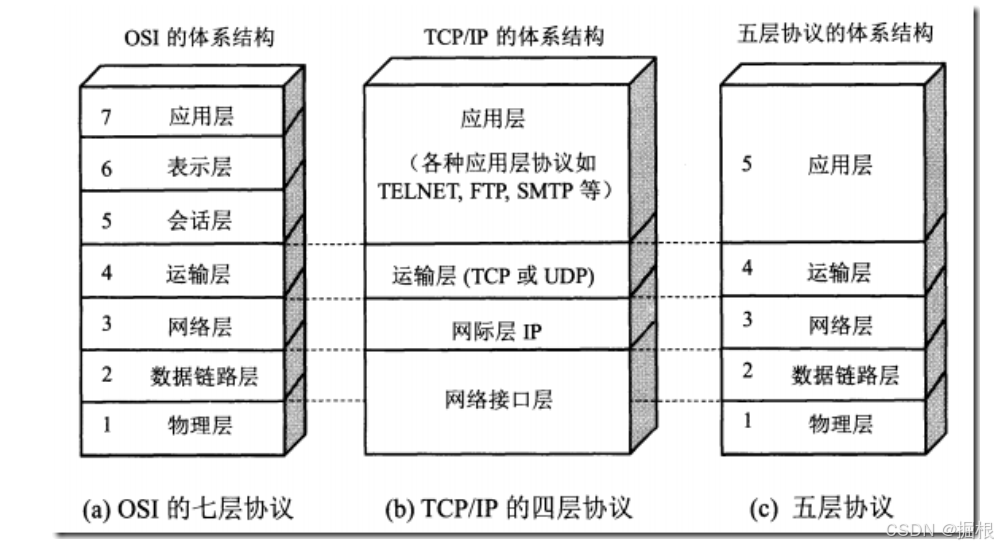 OSI 的体系结构
7 应用层
6 表示层
5 会话层
4 运输层
3 网络层
2 数据链路层
1 物理层
(a) OSI 的七层协议
TCP/IP 的体系结构
应用层
（各种应用层协议如
TELNET, FTP, SMTP 等）
运输层 (TCP 或 UDP)
网际层 IP
网络接口层
(b) TCP/IP 的四层协议
五层协议的体系结构
5 应用层
4 运输层
3 网络层
2 数据链路层
1 物理层
(c) 五层协议
CSDN @掘根